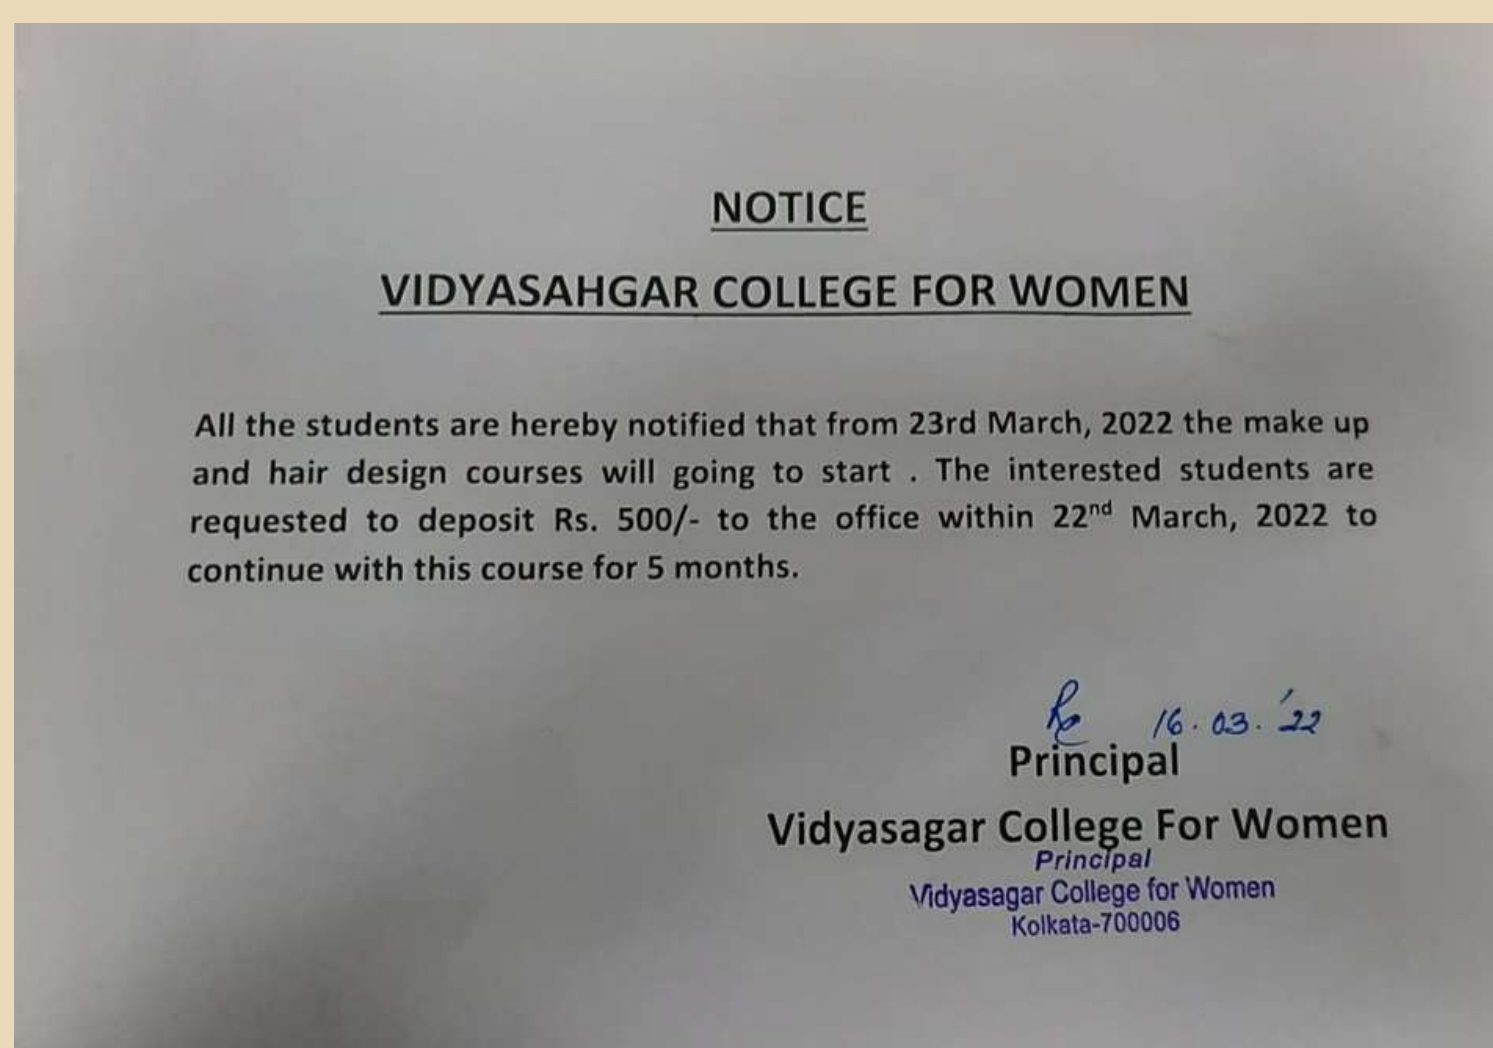 NOTICE
VIDYASAHGAR COLLEGE FOR WOMEN
All the students are hereby notified that from 23rd March, 2022 the make up
and hair design courses will going to start . The interested students are
requested to deposit Rs. 500/- to the office within 22nd March, 2022 to
continue with this course for 5 months.
16.03.'22
Principal
Vidyasagar College For Women
Principal
Vidyasagar College for Women
Kolkata-700006